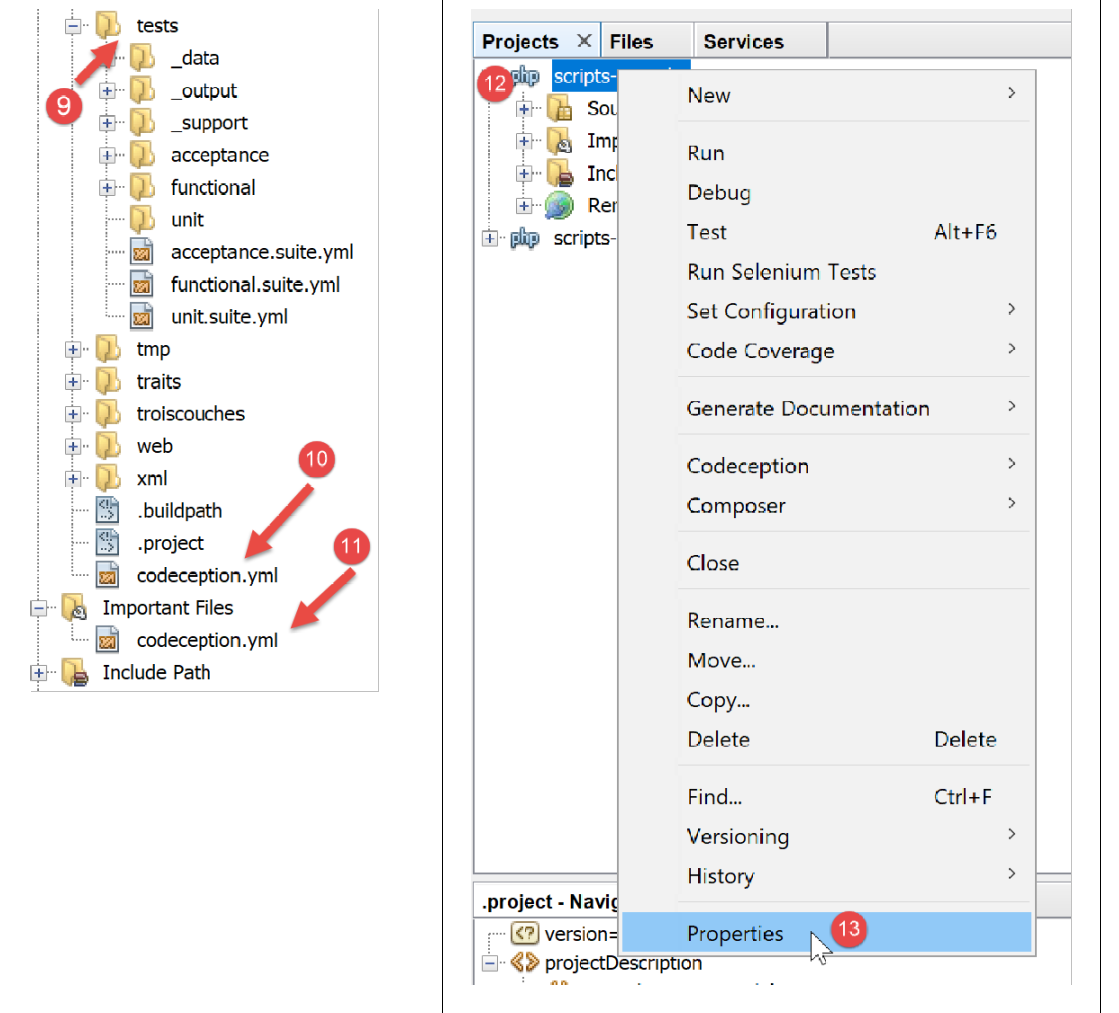 tests
_data
9
_output
_support
acceptance
functional
unit
acceptance.suite.yml
functional.suite.yml
unit.suite.yml
tmp
traits
troiscouches
web
10
xml
.buildpath
.project
11
codeception.yml
Important Files
codeception.yml
Include Path
Projects Files Services
12 php scripts-
New
Sou
Imp
Run
Incl
Debug
Ren
Test Alt+F6
php scripts-
Run Selenium Tests
Set Configuration
Code Coverage
Generate Documentation
Codeception
Composer
Close
Rename...
Move...
Copy...
Delete Delete
Find... Ctrl+F
Versioning
History
.project - Navig
Properties 13
version=
projectDescription